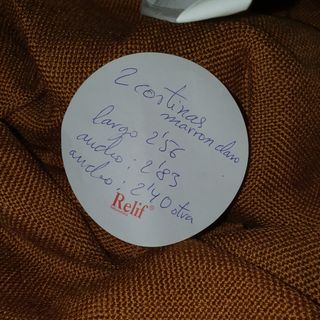 2 cortinas
marron claro
largo 2'56
ancho: 2'83
ancho: 2'40 otra
Relif®